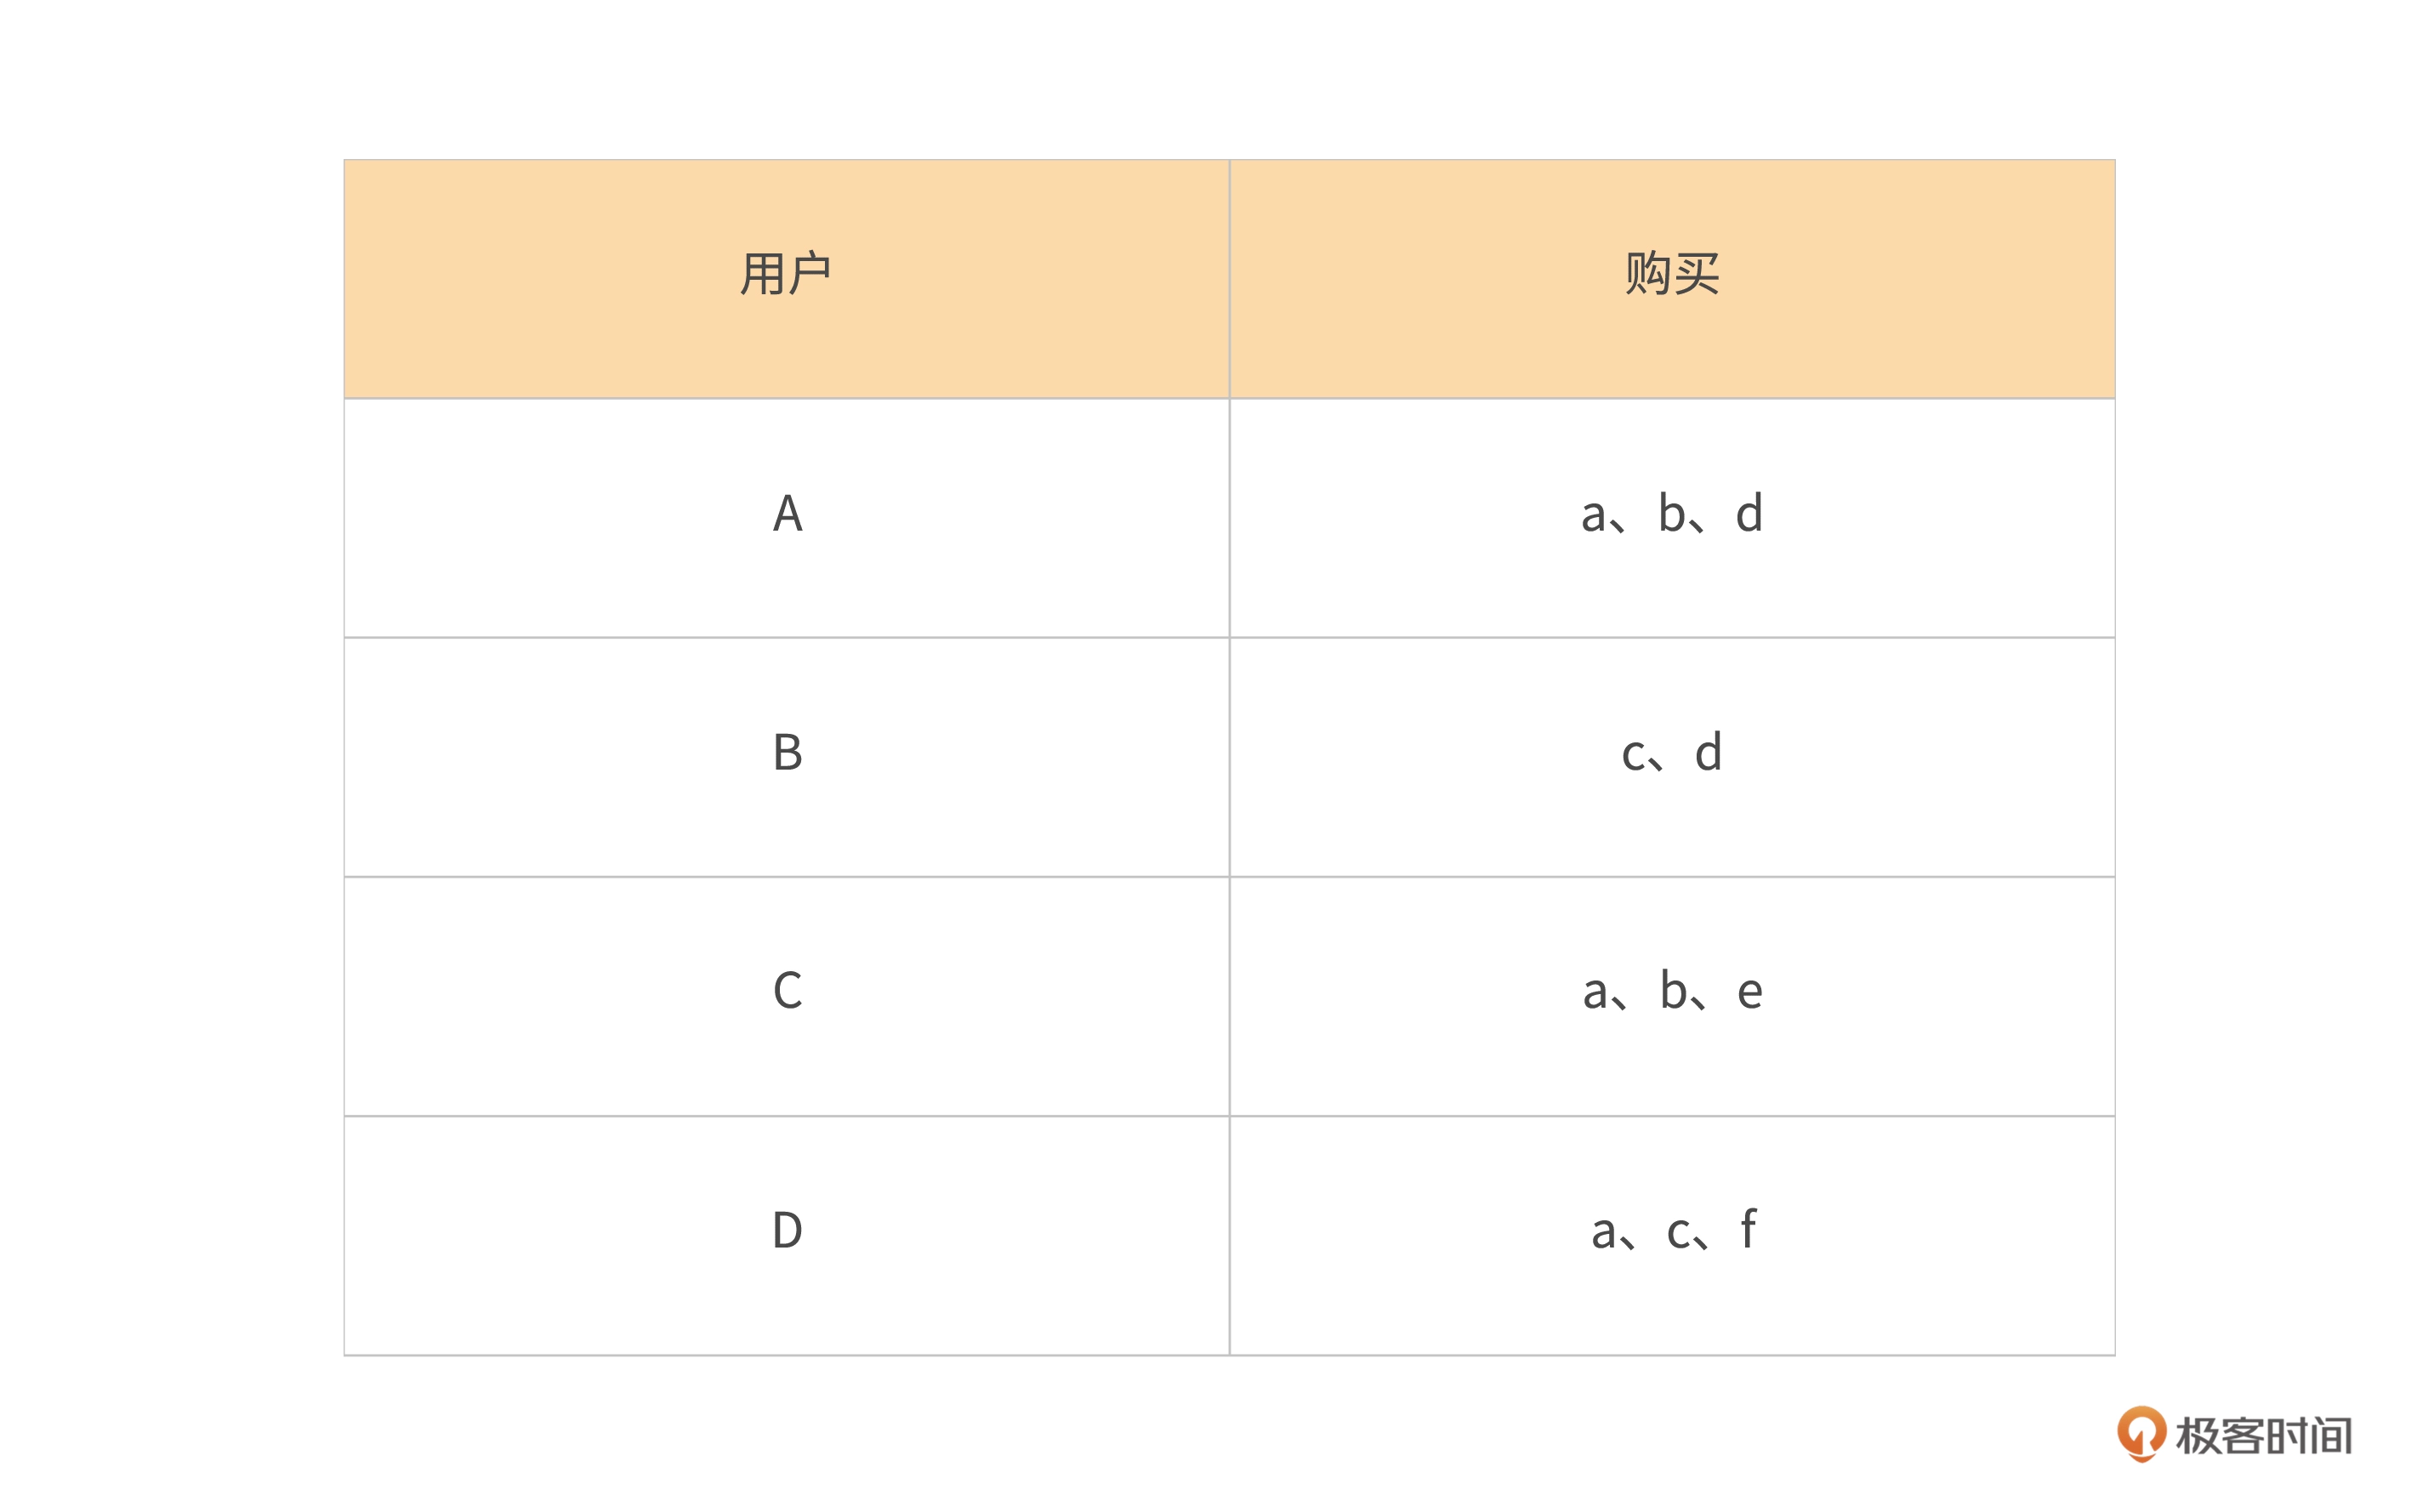 用户 购买
A a、b、d
B c、d
C a、b、e
D a、c、f
极客时间